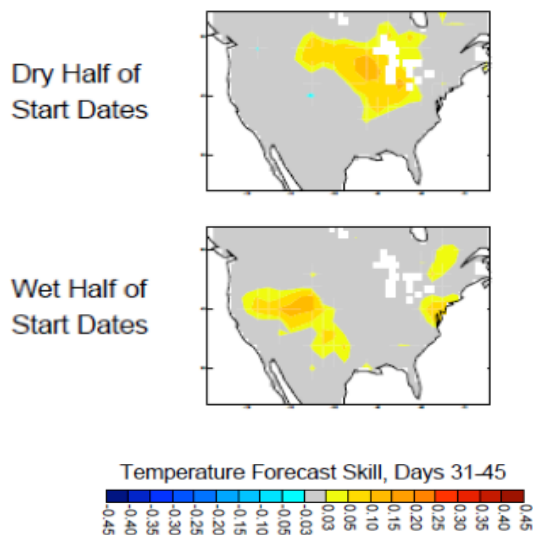 Dry Half of
Start Dates
Wet Half of
Start Dates
Temperature Forecast Skill, Days 31-45
-0.45 -0.40 -0.35 -0.30 -0.25 -0.20 -0.15 -0.10 -0.05 -0.03 0.03 0.05 0.10 0.15 0.20 0.25 0.30 0.35 0.40 0.45